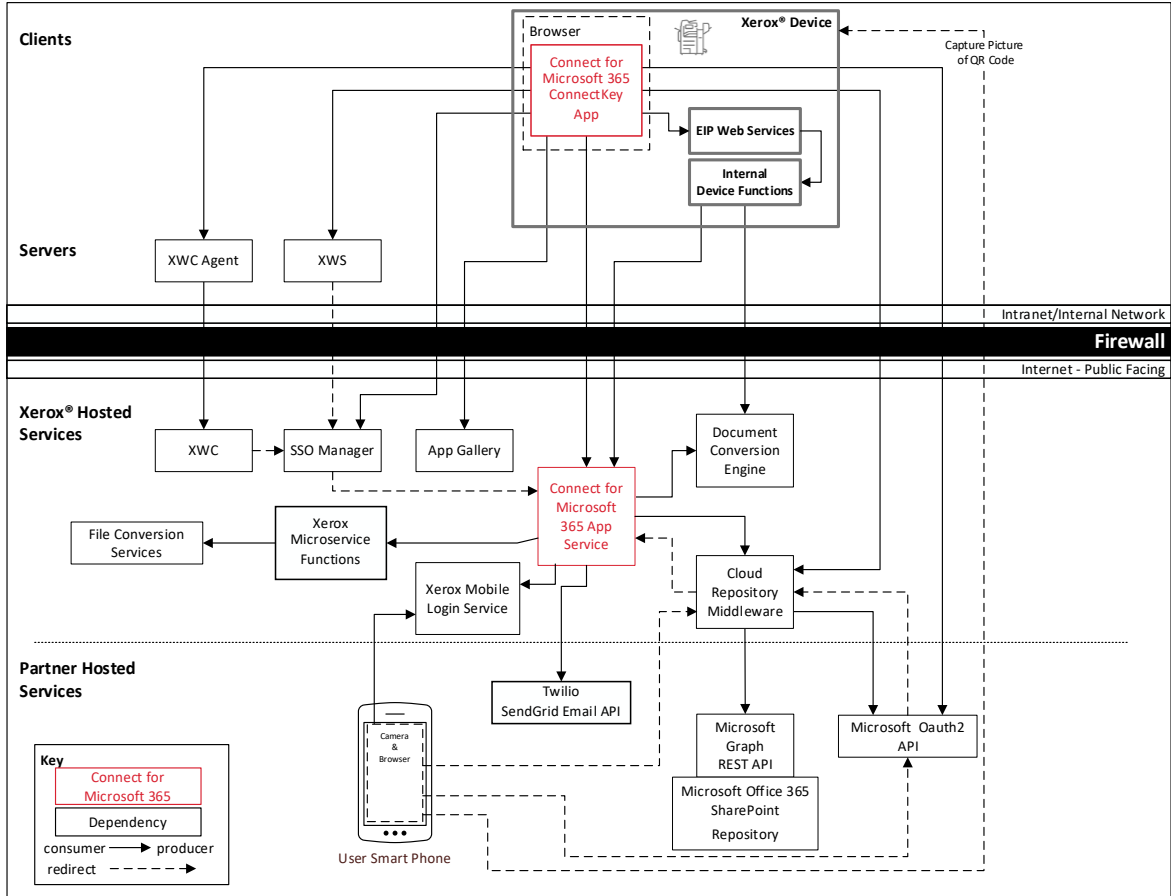 Clients
Xerox® Device
Browser
Connect for
Microsoft 365
ConnectKey
App
Capture Picture
of QR Code
EIP Web Services
Internal
Device Functions
Servers
XWC Agent
XWS
Intranet/Internal Network
Firewall
Internet - Public Facing
Xerox® Hosted
Services
XWC
SSO Manager
App Gallery
Document
Conversion
Engine
Connect for
Microsoft
365 App
Service
File Conversion
Services
Xerox
Microservice
Functions
Xerox Mobile
Login Service
Cloud
Repository
Middleware
Partner Hosted
Services
Twilio
SendGrid Email API
Camera
&
Browser
User Smart Phone
Microsoft
Graph
REST API
Microsoft Office 365
SharePoint
Repository
Microsoft Oauth2
API
Key
Connect for
Microsoft 365
Dependency
consumer
producer
redirect